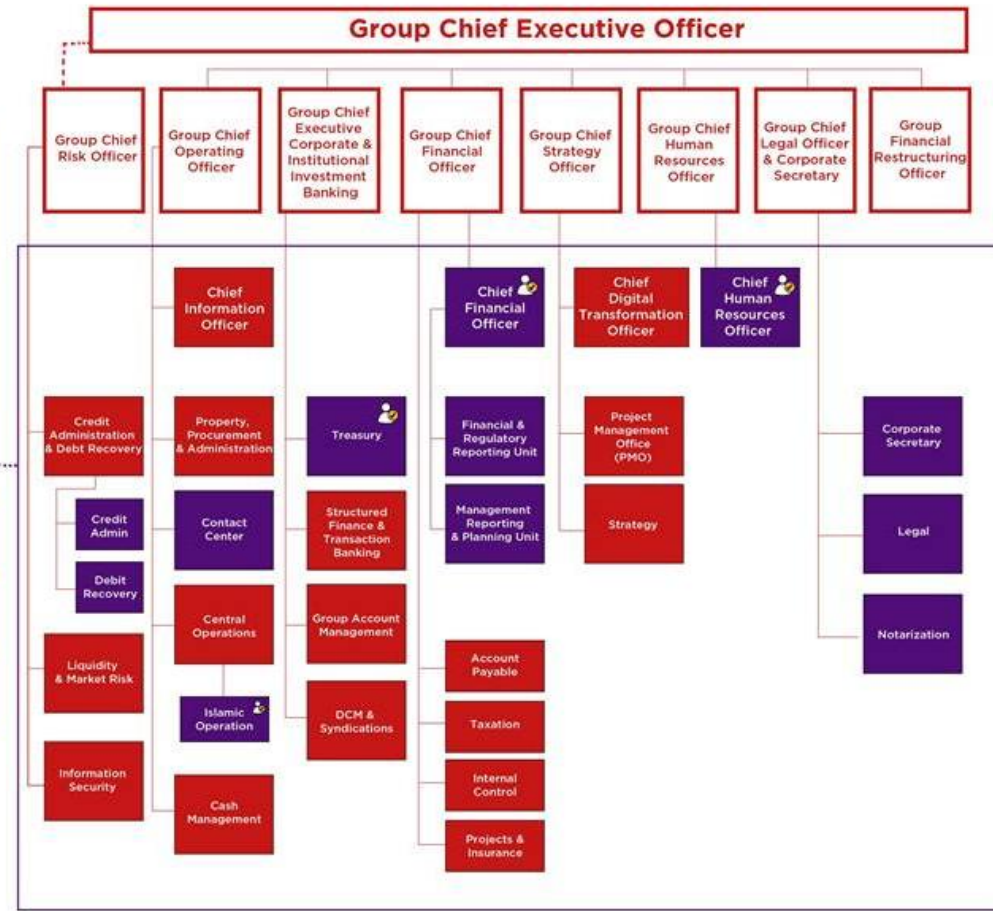 Group Chief Executive Officer
Group Chief
Risk Officer
Group Chief
Operating
Officer
Group Chief
Executive
Corporate &
Institutional
Investment
Banking
Group Chief
Financial
Officer
Group Chief
Strategy
Officer
Group Chief
Human
Resources
Officer
Group Chief
Legal Officer
& Corporate
Secretary
Group
Financial
Restructuring
Officer
Chief
Information
Officer
Chief
Financial
Officer
Chief
Digital
Transformation
Officer
Chief
Human
Resources
Officer
Credit
Administration
& Debt Recovery
Property,
Procurement
& Administration
Treasury
Financial &
Regulatory
Reporting Unit
Project
Management
Office
(PMO)
Corporate
Secretary
Credit
Admin
Contact
Center
Structured
Finance &
Transaction
Banking
Management
Reporting
& Planning Unit
Strategy
Legal
Debit
Recovery
Central
Operations
Group Account
Management
Notarization
Liquidity
& Market Risk
Account
Payable
Islamic
Operation
DCM &
Syndications
Taxation
Information
Security
Cash
Management
Internal
Control
Projects &
Insurance